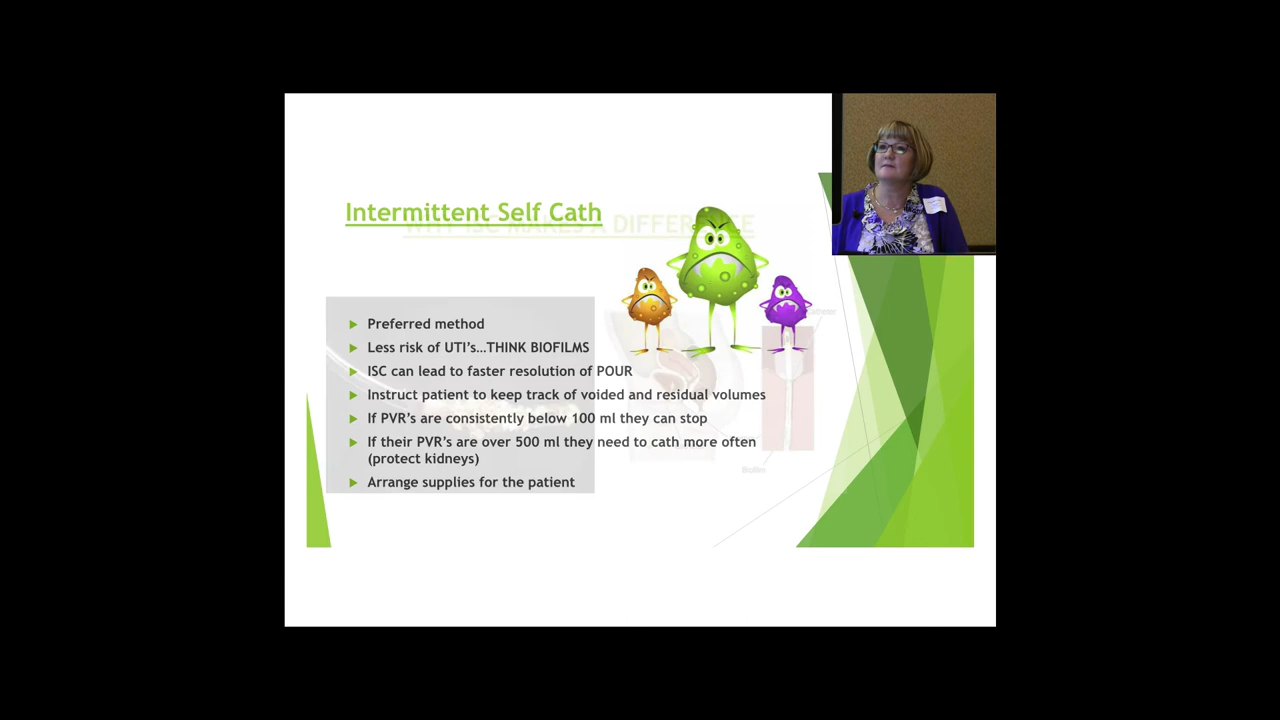 Intermittent Self Cath
WHY ISC MAKES A DIFFERENCE
Preferred method
Less risk of UTI's...THINK BIOFILMS
ISC can lead to faster resolution of POUR
Instruct patient to keep track of voided and residual volumes
If PVR's are consistently below 100 ml they can stop
If their PVR's are over 500 ml they need to cath more often
(protect kidneys)
Arrange supplies for the patient
Catheter
Biofilm